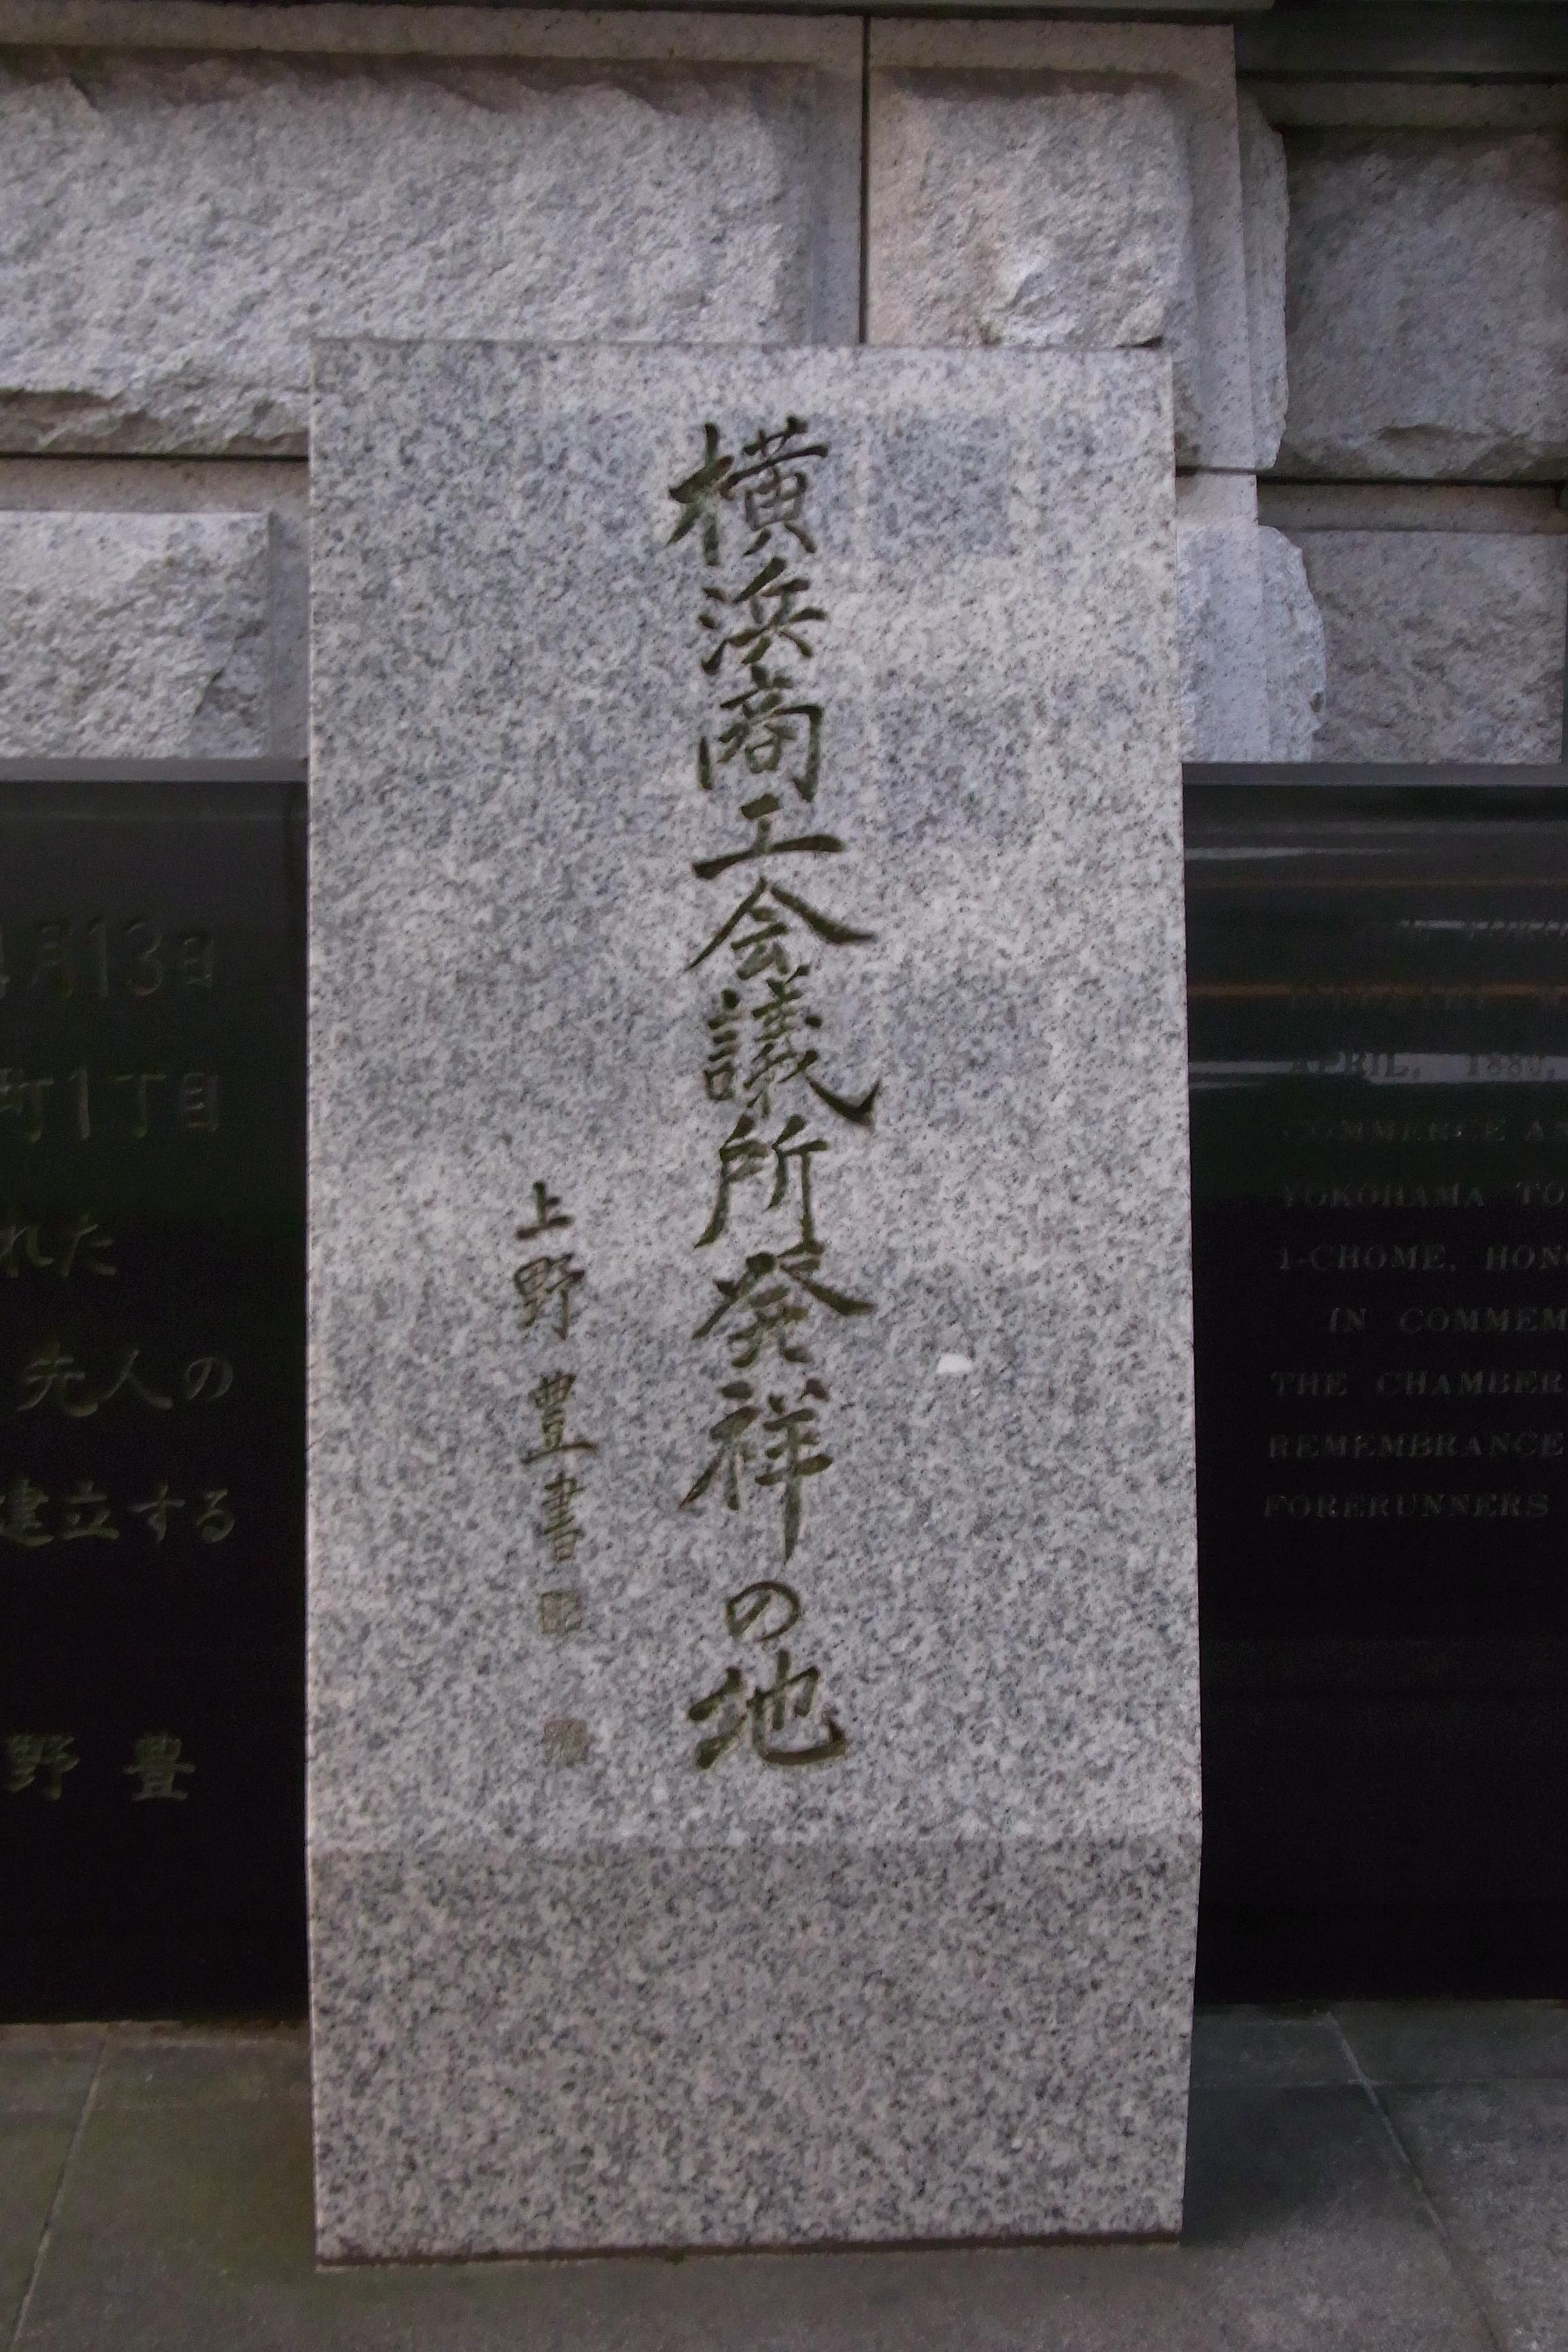 横浜商工会議所発祥の地
上野 豊 書
月13日
町1丁目
れた
先人の
建立する
野 豊
APRIL, 188
COMMERCE
YOKOHAMA TO
1-CHOME, HON
IN COMMEM
THE CHAMBER
REMEMBRANCE
FORERUNNERS